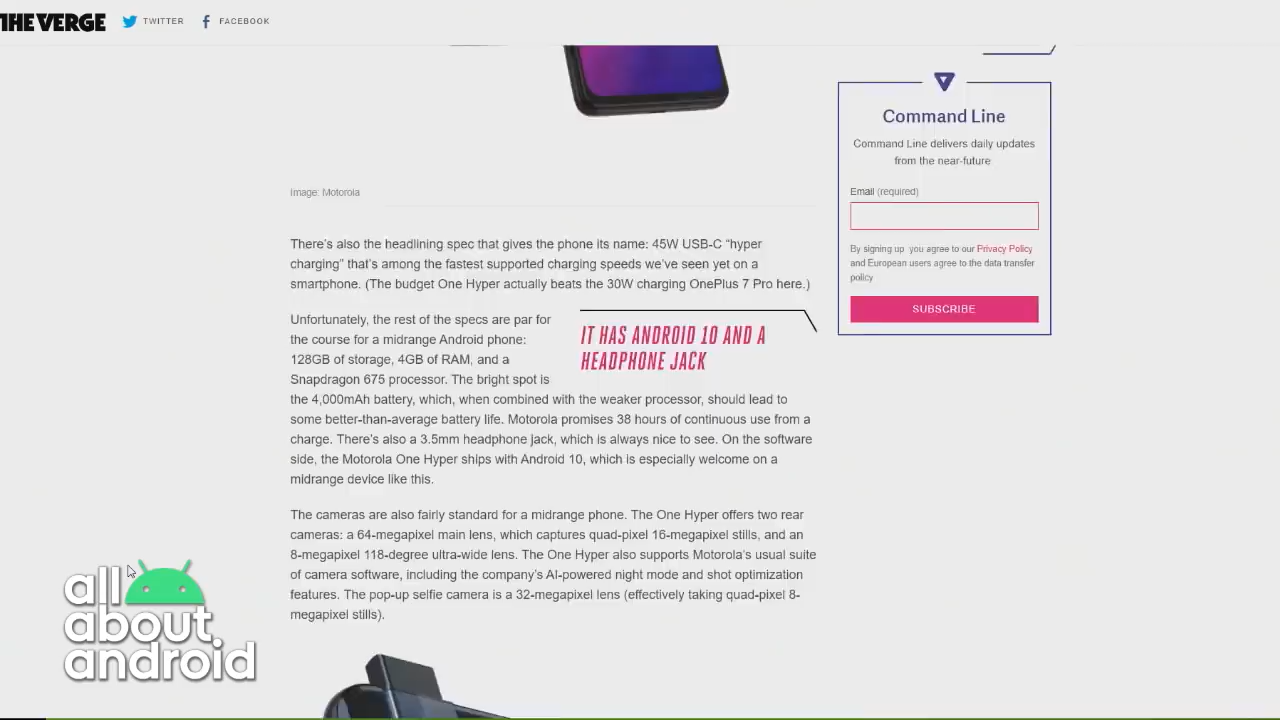 THE VERGE
TWITTER
FACEBOOK
Image: Motorola
There’s also the headlining spec that gives the phone its name: 45W USB-C “hyper
charging” that’s among the fastest supported charging speeds we’ve seen yet on a
smartphone. (The budget One Hyper actually beats the 30W charging OnePlus 7 Pro here.)
Unfortunately, the rest of the specs are par for
the course for a midrange Android phone:
128GB of storage, 4GB of RAM, and a
Snapdragon 675 processor. The bright spot is
the 4,000mAh battery, which, when combined with the weaker processor, should lead to
some better-than-average battery life. Motorola promises 38 hours of continuous use from a
charge. There’s also a 3.5mm headphone jack, which is always nice to see. On the software
side, the Motorola One Hyper ships with Android 10, which is especially welcome on a
midrange device like this.
IT HAS ANDROID 10 AND A
HEADPHONE JACK
The cameras are also fairly standard for a midrange phone. The One Hyper offers two rear
cameras: a 64-megapixel main lens, which captures quad-pixel 16-megapixel stills, and an
8-megapixel 118-degree ultra-wide lens. The One Hyper also supports Motorola’s usual suite
of camera software, including the company’s AI-powered night mode and shot optimization
features. The pop-up selfie camera is a 32-megapixel lens (effectively taking quad-pixel 8-
megapixel stills).
Command Line
Command Line delivers daily updates
from the near-future
Email (required)
By signing up, you agree to our Privacy Policy
and European users agree to the data transfer
policy
SUBSCRIBE
all
about
android